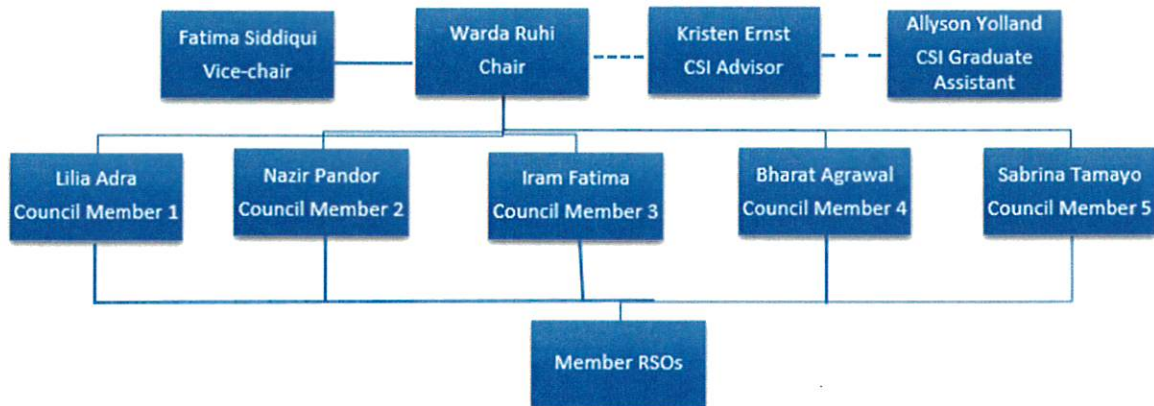 Fatima Siddiqui
Vice-chair
Warda Ruhi
Chair
Kristen Ernst
CSI Advisor
Allyson Yolland
CSI Graduate
Assistant
Lilia Adra
Council Member 1
Nazir Pandor
Council Member 2
Iram Fatima
Council Member 3
Bharat Agrawal
Council Member 4
Sabrina Tamayo
Council Member 5
Member RSOs